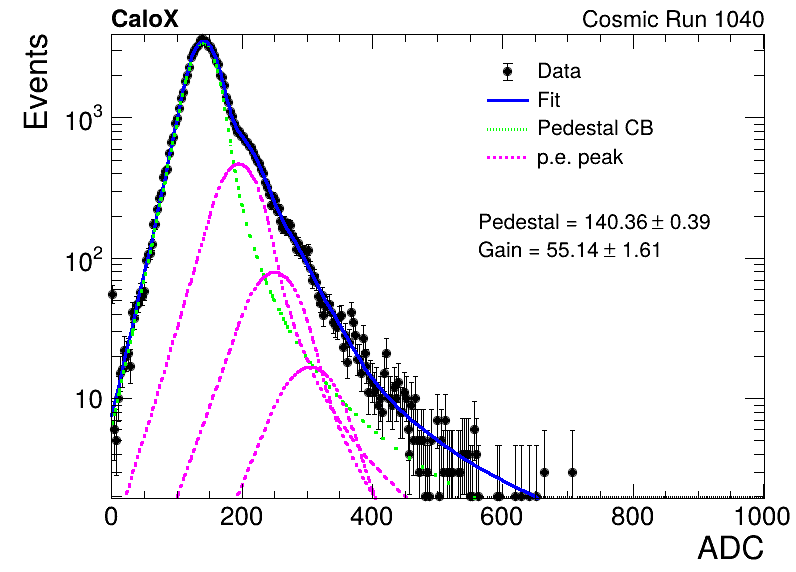 CaloX Cosmic Run 1040
Events
Data
Fit
Pedestal CB
p.e. peak
Pedestal = 140.36 ± 0.39
Gain = 55.14 ± 1.61
10³
10²
10
0 200 400 600 800 1000
ADC